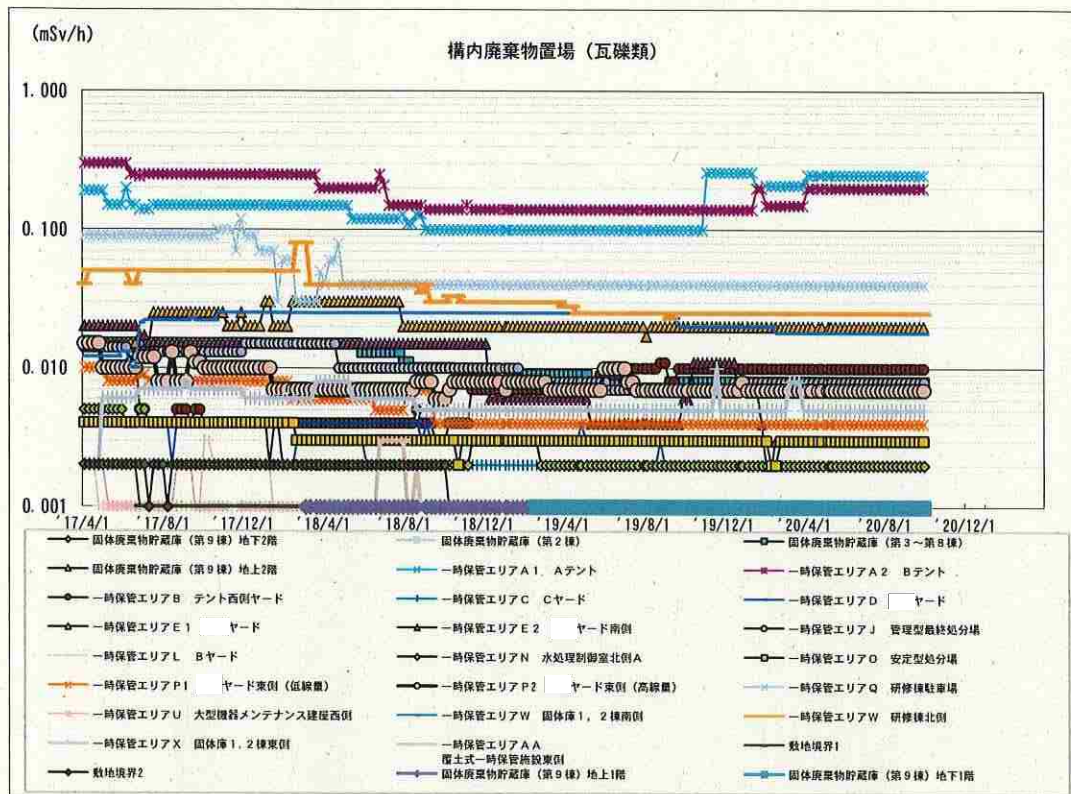 (mSv/h)
構内廃棄物置場（瓦礫類）
1.000
0.100
0.010
0.001
'17/4/1 '17/8/1 '17/12/1 '18/4/1 '18/8/1 '18/12/1 '19/4/1 '19/8/1 '19/12/1 '20/4/1 '20/8/1 '20/12/1
固体廃棄物貯蔵庫（第9棟）地下2階 固体廃棄物貯蔵庫（第2棟） 固体廃棄物貯蔵庫（第3～第8棟）
固体廃棄物貯蔵庫（第9棟）地上2階 一時保管エリアA1 Aテント 一時保管エリアA2 Bテント
一時保管エリアB テント西側ヤード 一時保管エリアC Cヤード 一時保管エリアD ヤード
一時保管エリアE1 ヤード 一時保管エリアE2 ヤード南側 一時保管エリアJ 管理型最終処分場
一時保管エリアL Bヤード 一時保管エリアN 水処理制御室北側A 一時保管エリアO 安定型処分場
一時保管エリアP1 ヤード東側（低線量） 一時保管エリアP2 ヤード東側（高線量） 一時保管エリアQ 研修棟駐車場
一時保管エリアU 大型機器メンテナンス建屋西側 一時保管エリアW 固体庫1，2棟南側 一時保管エリアW 研修棟北側
一時保管エリアX 固体庫1,2棟東側 一時保管エリアAA 敷地境界1
覆土式一時保管施設東側
敷地境界2 固体廃棄物貯蔵庫（第9棟）地上1階 固体廃棄物貯蔵庫（第9棟）地下1階